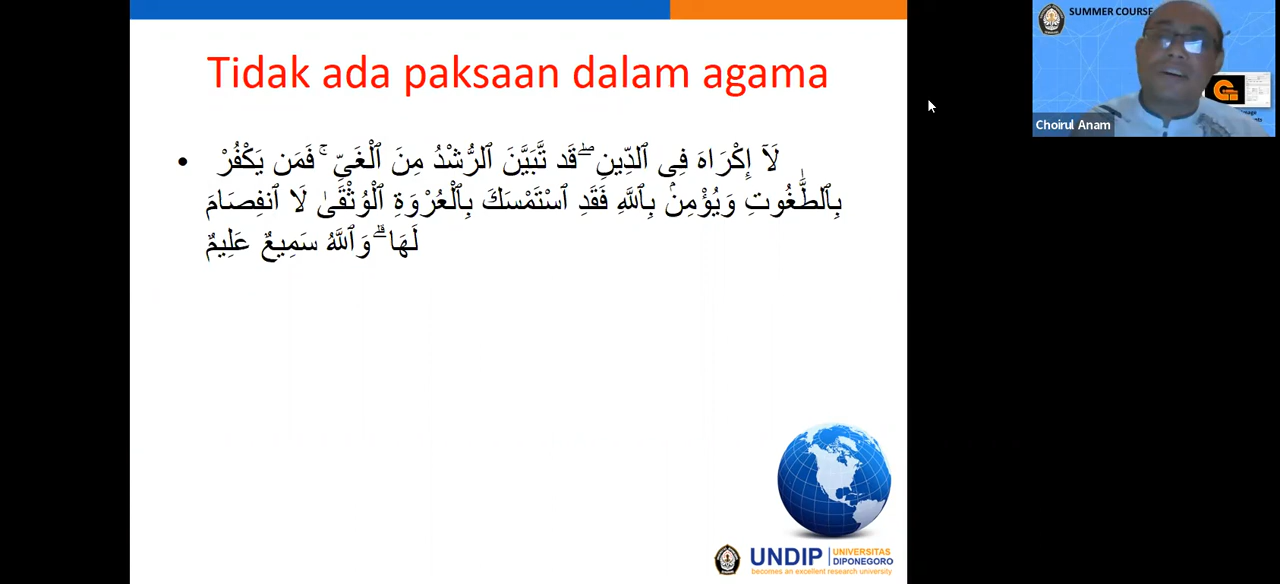 SUMMER COURSE
Choirul Anam
Tidak ada paksaan dalam agama
• لَآ إِكْرَاهَ فِى ٱلدِّينِ ۖ قَد تَّبَيَّنَ ٱلرُّشْدُ مِنَ ٱلْغَىِّ ۚ فَمَن يَكْفُرْ
بِٱلطَّٰغُوتِ وَيُؤْمِنۢ بِٱللَّهِ فَقَدِ ٱسْتَمْسَكَ بِٱلْعُرْوَةِ ٱلْوُثْقَىٰ لَا ٱنفِصَامَ
لَهَا ۗ وَٱللَّهُ سَمِيعٌ عَلِيمٌ
UNDIP
UNIVERSITAS
DIPONEGORO
becomes an excellent research university